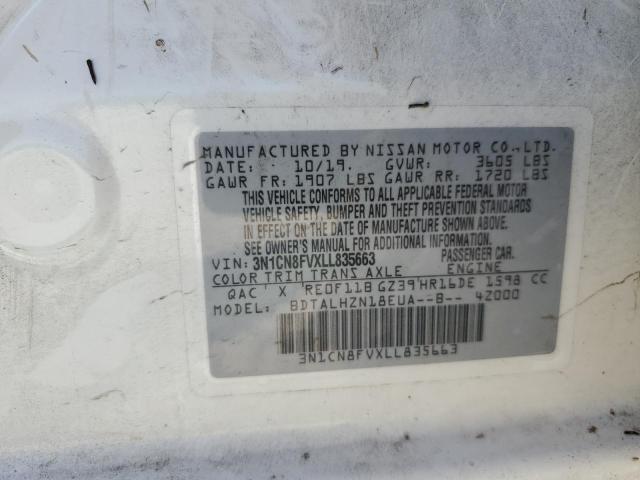 MANUFACTURED BY NISSAN MOTOR CO.,LTD.
DATE: 10/19. GVWR: 3605 LBS
GAWR FR: 1907 LBS GAWR RR: 1720 LBS
THIS VEHICLE CONFORMS TO ALL APPLICABLE FEDERAL MOTOR
VEHICLE SAFETY, BUMPER AND THEFT PREVENTION STANDARDS
IN EFFECT ON THE DATE OF MANUFACTURE SHOWN ABOVE.
SEE OWNER'S MANUAL FOR ADDITIONAL INFORMATION.
VIN: 3N1CN8FVXLL835663 PASSENGER CAR.
COLOR TRIM TRANS AXLE ENGINE
QAC X RE0F11B GZ39 HR16DE 1598 CC
MODEL: BDTALHZN18EUA--B-- 4Z000
3N1CN8FVXLL835663